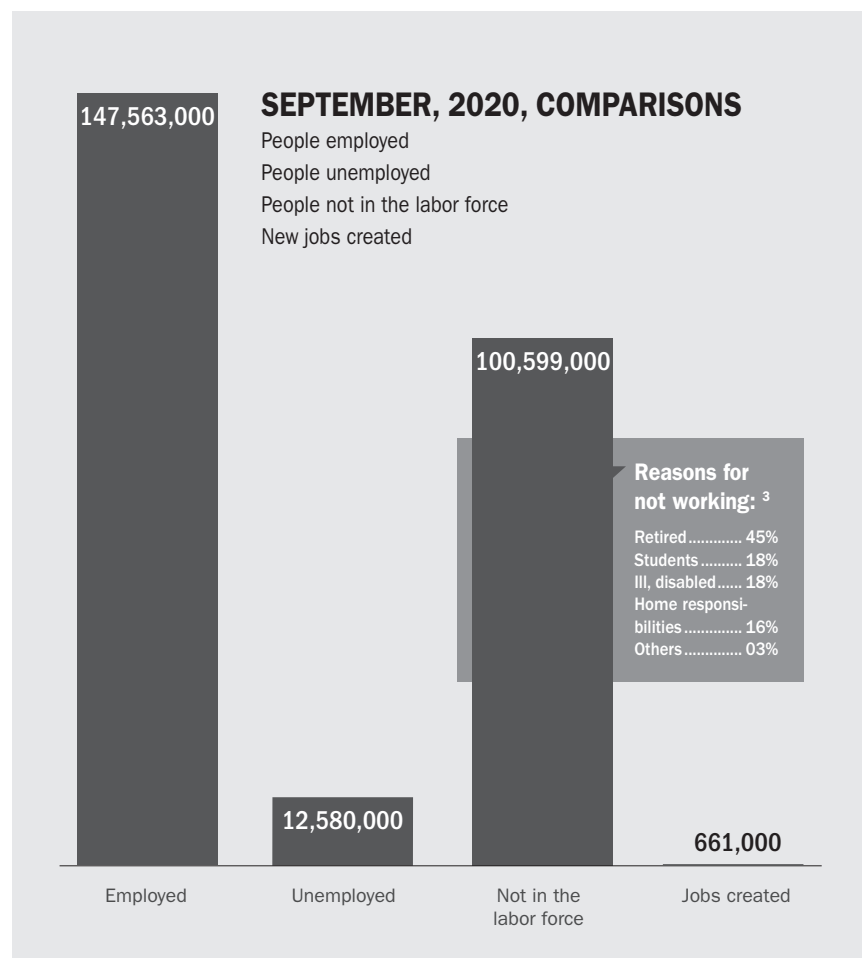 147,563,000
SEPTEMBER, 2020, COMPARISONS
People employed
People unemployed
People not in the labor force
New jobs created
100,599,000
Reasons for
not working: 3
Retired............. 45%
Students.......... 18%
Ill, disabled...... 18%
Home responsi-
bilities.............. 16%
Others.............. 03%
12,580,000
661,000
Employed
Unemployed
Not in the
labor force
Jobs created